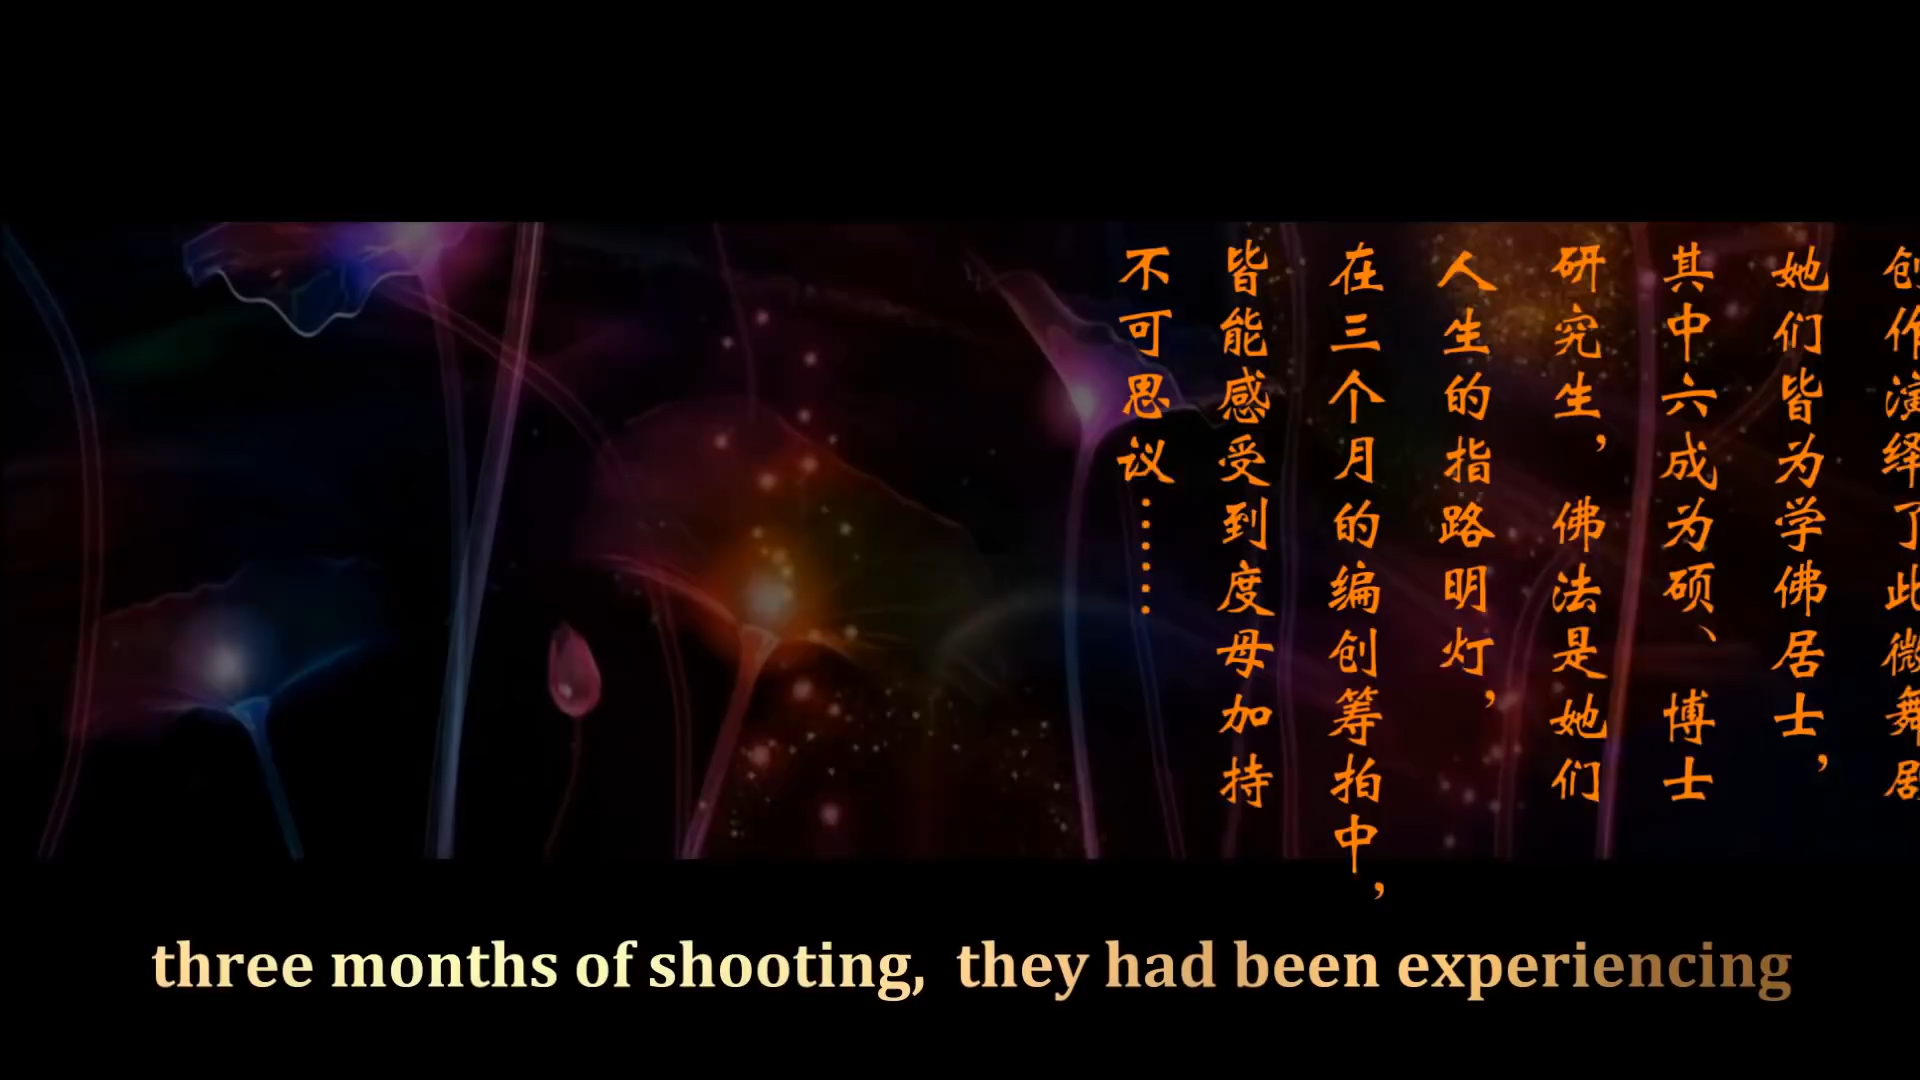 创作演绎了此微舞剧
她们皆为学佛居士，
其中六成为硕、博士
研究生，佛法是她们
人生的指路明灯，
在三个月的编创筹拍中，
皆能感受到度母加持
不可思议……
three months of shooting, they had been experiencing